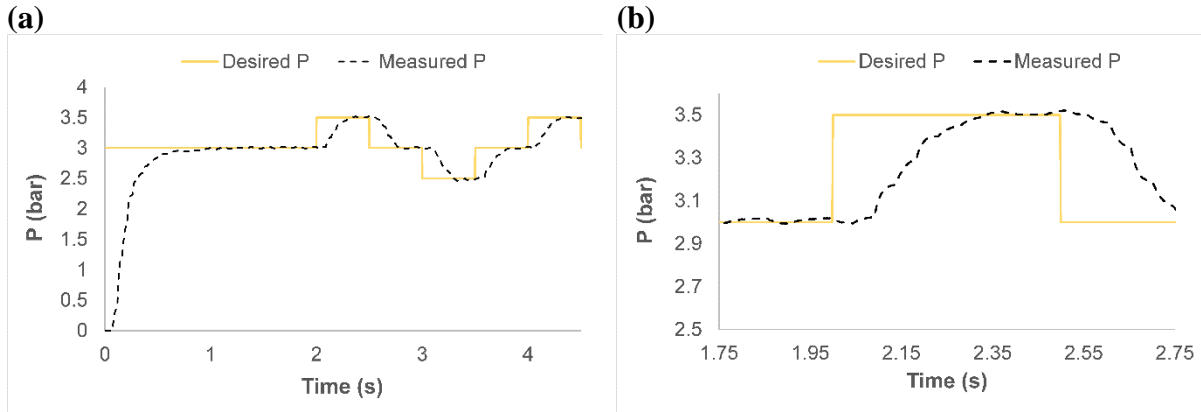 (a)
Desired P Measured P
4
3.5
3
2.5
2
1.5
1
0.5
0
P (bar)
0 1 2 3 4
Time (s)
(b)
Desired P Measured P
3.5
3.3
3.1
2.9
2.7
2.5
P (bar)
1.75 1.95 2.15 2.35 2.55 2.75
Time (s)